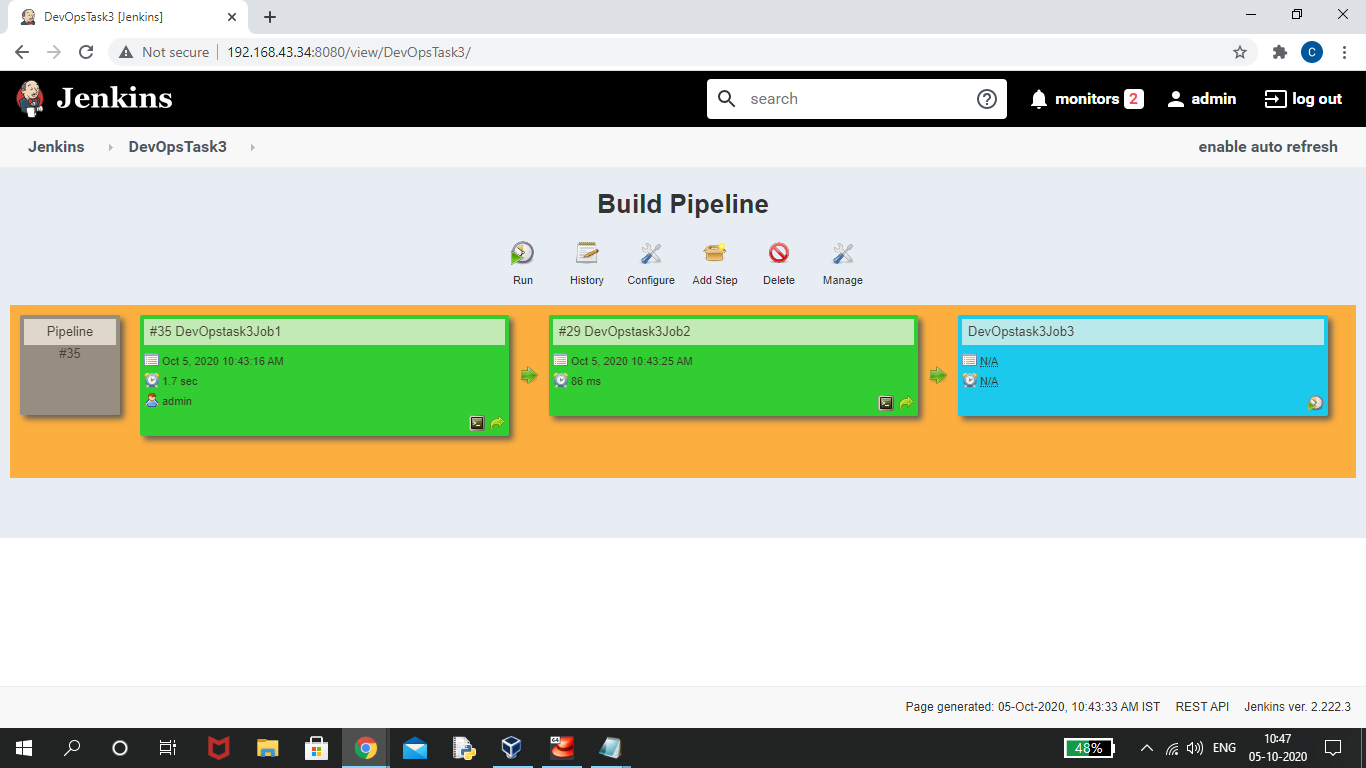 DevOpsTask3 [Jenkins]
Not secure 192.168.43.34:8080/view/DevOpsTask3/
C
Jenkins
search
monitors 2
admin
log out
Jenkins
DevOpsTask3
enable auto refresh
Build Pipeline
Run
History
Configure
Add Step
Delete
Manage
Pipeline
#35
#35 DevOpstask3Job1
Oct 5, 2020 10:43:16 AM
1.7 sec
admin
#29 DevOpstask3Job2
Oct 5, 2020 10:43:25 AM
86 ms
DevOpstask3Job3
N/A
N/A
Page generated: 05-Oct-2020, 10:43:33 AM IST
REST API
Jenkins ver. 2.222.3
48%
ENG
10:47
05-10-2020